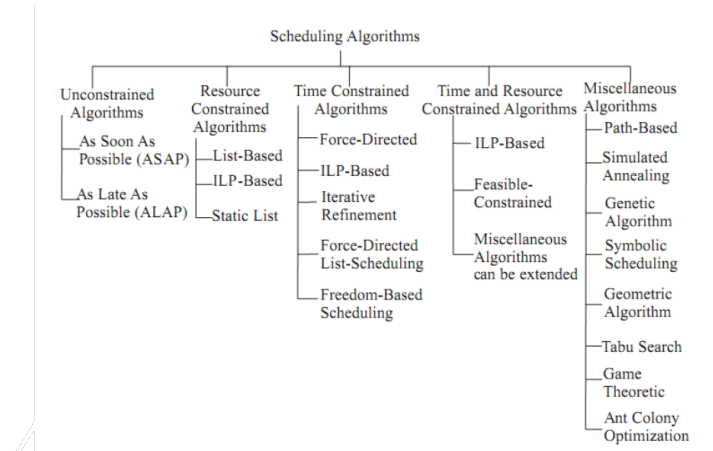 Scheduling Algorithms
Unconstrained
Algorithms
As Soon As
Possible (ASAP)
As Late As
Possible (ALAP)
Resource
Constrained
Algorithms
List-Based
ILP-Based
Static List
Time Constrained
Algorithms
Force-Directed
ILP-Based
Iterative
Refinement
Force-Directed
List-Scheduling
Freedom-Based
Scheduling
Time and Resource
Constrained Algorithms
ILP-Based
Feasible-
Constrained
Miscellaneous
Algorithms
can be extended
Miscellaneous
Algorithms
Path-Based
Simulated
Annealing
Genetic
Algorithm
Symbolic
Scheduling
Geometric
Algorithm
Tabu Search
Game
Theoretic
Ant Colony
Optimization